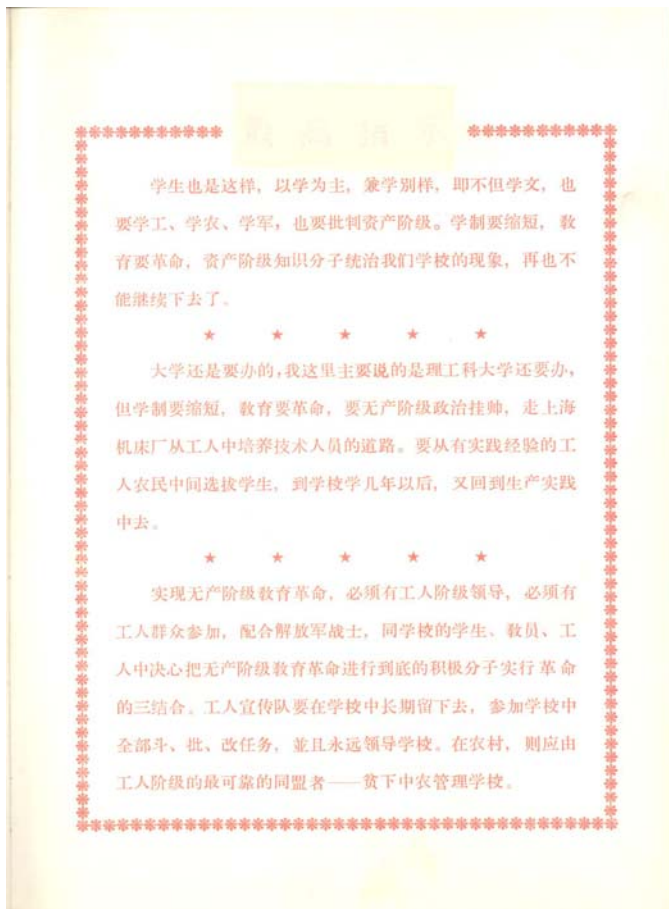 学生也是这样，以学为主，兼学别样，即不但学文，也
要学工、学农、学军，也要批判资产阶级。学制要缩短，教
育要革命，资产阶级知识分子统治我们学校的现象，再也不
能继续下去了。
★ ★ ★ ★ ★
大学还是要办的，我这里主要说的是理工科大学还要办，
但学制要缩短，教育要革命，要无产阶级政治挂帅，走上海
机床厂从工人中培养技术人员的道路。要从有实践经验的工
人农民中间选拔学生，到学校学几年以后，又回到生产实践
中去。
★ ★ ★ ★ ★
实现无产阶级教育革命，必须有工人阶级领导，必须有
工人群众参加，配合解放军战士，同学校的学生、教员、工
人中决心把无产阶级教育革命进行到底的积极分子实行革命
的三结合。工人宣传队要在学校中长期留下去，参加学校中
全部斗、批、改任务，並且永远领导学校。在农村，则应由
工人阶级的最可靠的同盟者——贫下中农管理学校。